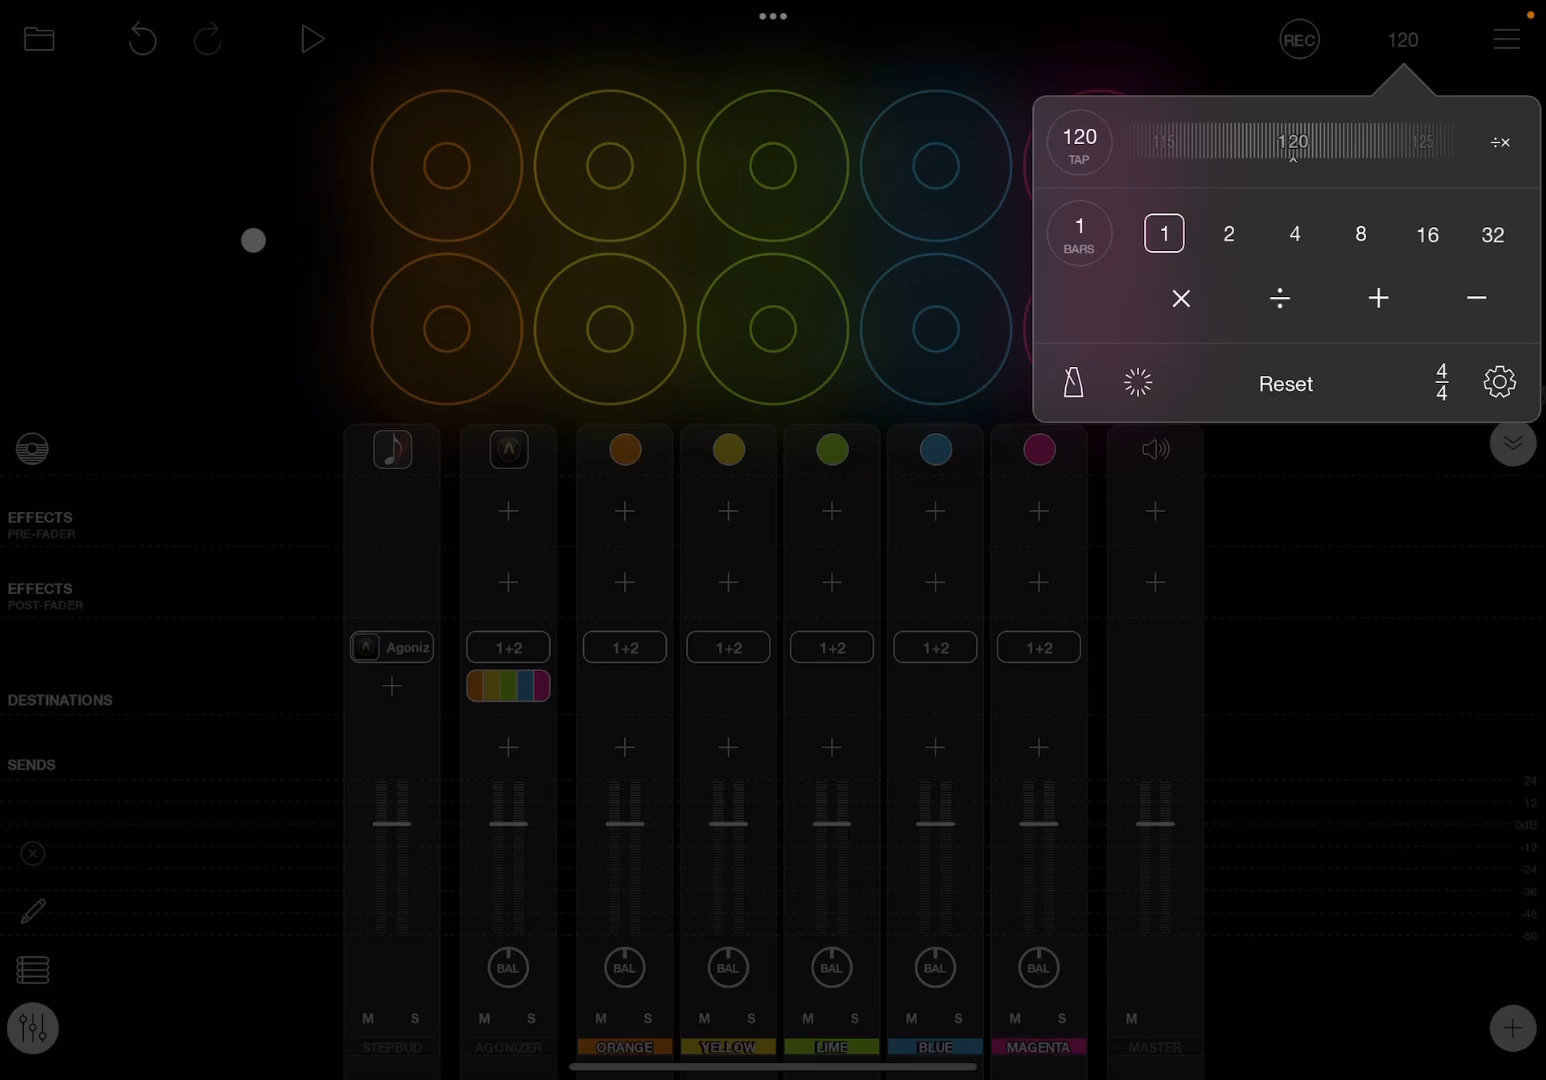 REC
120
120
TAP
115
120
125
÷×
1
BARS
1
2
4
8
16
32
× ÷ + −
Reset
4
4
EFFECTS
PRE-FADER
EFFECTS
POST-FADER
Agoniz
1+2
1+2
1+2
1+2
1+2
1+2
DESTINATIONS
SENDS
24
12
0dB
-12
-24
-36
-48
-60
BAL
BAL
BAL
BAL
BAL
BAL
M S
M S
M S
M S
M S
M S
M S
M
STEPBUD
AGONIZER
ORANGE
YELLOW
LIME
BLUE
MAGENTA
MASTER